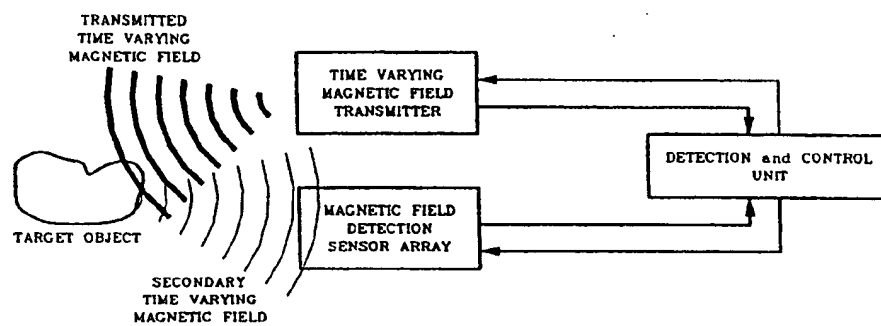 TRANSMITTED
TIME VARYING
MAGNETIC FIELD
TIME VARYING
MAGNETIC FIELD
TRANSMITTER
DETECTION and CONTROL
UNIT
TARGET OBJECT
MAGNETIC FIELD
DETECTION
SENSOR ARRAY
SECONDARY
TIME VARYING
MAGNETIC FIELD